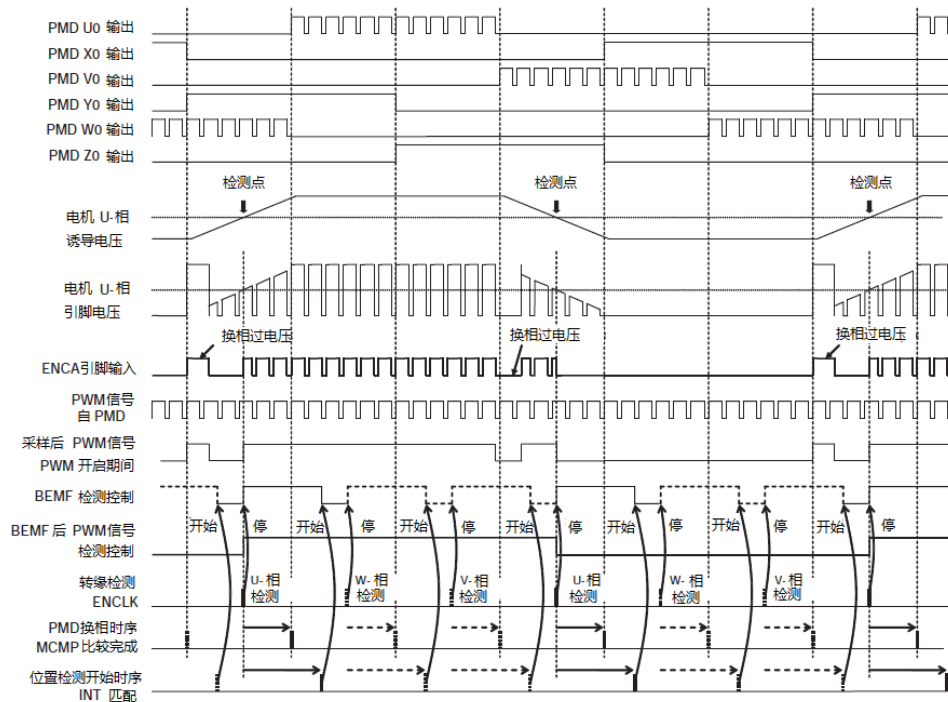 PMD U0 输出
PMD X0 输出
PMD V0 输出
PMD Y0 输出
PMD W0 输出
PMD Z0 输出
检测点 检测点 检测点
电机 U-相
诱导电压
电机 U-相
引脚电压
换相过电压 换相过电压 换相过电压
ENCA引脚输入
PWM信号
自 PMD
采样后 PWM信号
PWM 开启期间
BEMF 检测控制
开始 停 开始 停 开始 停 开始 停 开始 停 开始 停 开始 停
BEMF 后 PWM信号
检测控制
转缘检测
ENCLK
U-相
检测
W-相
检测
V-相
检测
U-相
检测
W-相
检测
V-相
检测
PMD换相时序
MCMP 比较完成
位置检测开始时序
INT 匹配